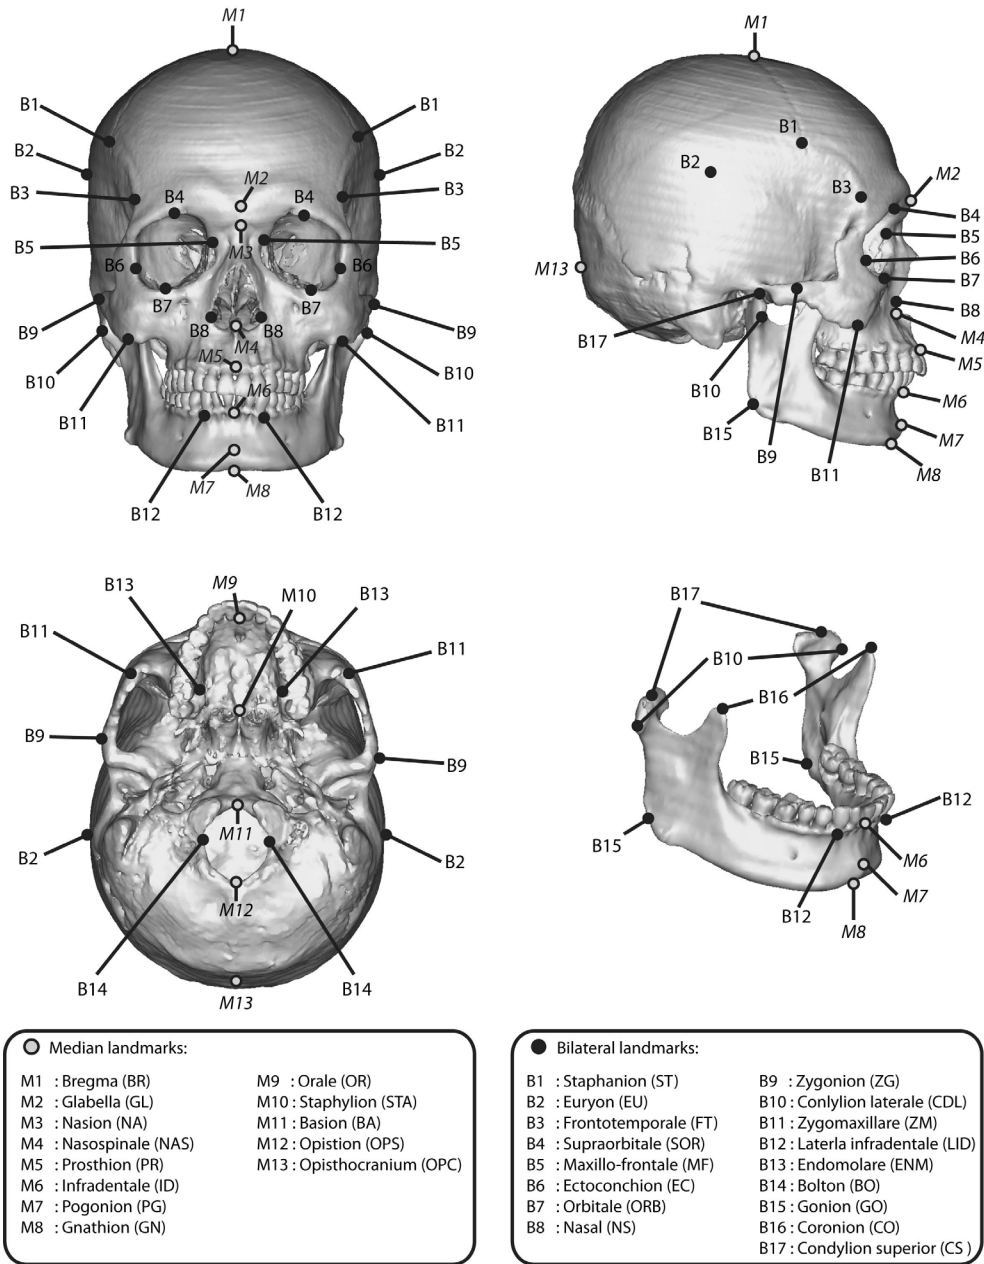 M1
B1
B1
B2
B2
B3
B3
M2
B4
B4
B5
B5
M3
B6
B6
B7
B7
B8
B8
B9
B9
M4
M5
B10
B10
M6
B11
B11
M7
M8
B12
B12
M1
B1
B2
B3
M2
B4
B5
B6
M13
B7
B8
M4
B17
M5
B10
M6
B15
M7
B9
B11
M8
B13
M9
M10
B13
B11
B11
B9
B9
B2
M11
B2
M12
B14
B14
M13
B17
B10
B16
B15
B12
B15
M6
M7
B12
M8
Median landmarks:
M1 : Bregma (BR)
M2 : Glabella (GL)
M3 : Nasion (NA)
M4 : Nasospinale (NAS)
M5 : Prosthion (PR)
M6 : Infradentale (ID)
M7 : Pogonion (PG)
M8 : Gnathion (GN)
M9 : Orale (OR)
M10 : Staphylion (STA)
M11 : Basion (BA)
M12 : Opistion (OPS)
M13 : Opisthocranium (OPC)
Bilateral landmarks:
B1 : Staphanion (ST)
B2 : Euryon (EU)
B3 : Frontotemporale (FT)
B4 : Supraorbitale (SOR)
B5 : Maxillo-frontale (MF)
B6 : Ectoconchion (EC)
B7 : Orbitale (ORB)
B8 : Nasal (NS)
B9 : Zygonion (ZG)
B10 : Conlylion laterale (CDL)
B11 : Zygomaxillare (ZM)
B12 : Laterla infradentale (LID)
B13 : Endomolare (ENM)
B14 : Bolton (BO)
B15 : Gonion (GO)
B16 : Coronion (CO)
B17 : Condylion superior (CS )